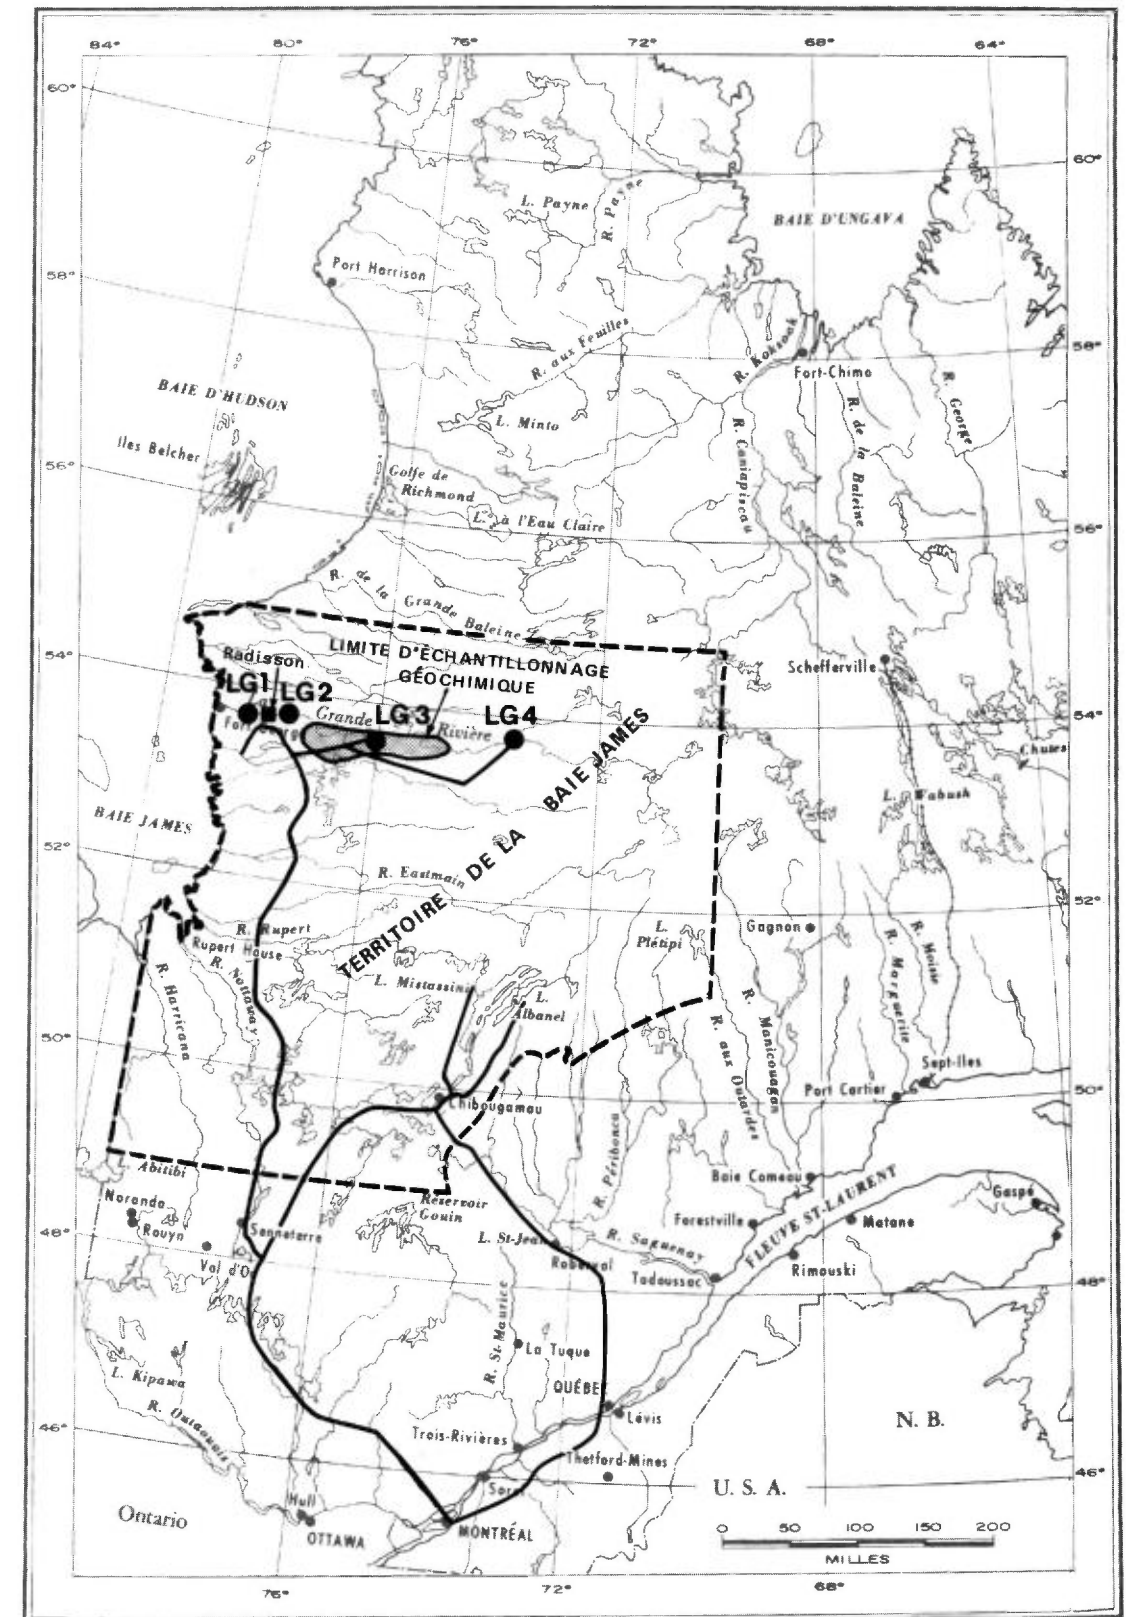 84° 80° 76° 72° 68° 64°
60°
60°
L. Payne
R. Payne
BAIE D'UNGAVA
58°
Port Harrison
R. aux Feuilles
R. Koksoak
58°
Fort-Chimo
BAIE D'HUDSON
L. Minto
R. George
R. de la Baleine
R. Caniapiscau
Iles Belcher
56°
Golfe de
Richmond
L. à l'Eau Claire
56°
R. de la Grande Baleine
54°
Radisson
LIMITE D'ÉCHANTILLONNAGE
GÉOCHIMIQUE
Schefferville
LG1 LG2
LG3 LG4
Grande Rivière
54°
Chutes
TERRITOIRE DE LA BAIE JAMES
BAIE JAMES
L. Wabush
52°
R. Eastmain
52°
R. Rupert
Rupert House
R. Nottaway
R. Harricana
L. Mistassini
L.
Albanel
L.
Plétipi
Gagnon
R. Moisie
R. Marguerite
R. Manicouagan
R. aux Outardes
50°
Sept-Iles
Port Cartier
50°
Chibougamau
R. Péribonca
Abitibi
Baie Comeau
Noranda
Rouyn
Réservoir
Gouin
Forestville
FLEUVE ST-LAURENT
Gaspé
Matane
48°
Senneterre
L. St-Jean
R. Saguenay
Val d'O
Roberval
Tadoussac
Rimouski
48°
R. St-Maurice
La Tuque
L. Kipawa
R. Outaouais
QUÉBE
Lévis
N. B.
46°
Trois-Rivières
Thetford-Mines
46°
U. S. A.
Sorel
Ontario
Hull
OTTAWA
MONTRÉAL
0 50 100 150 200
MILLES
76° 72° 68°